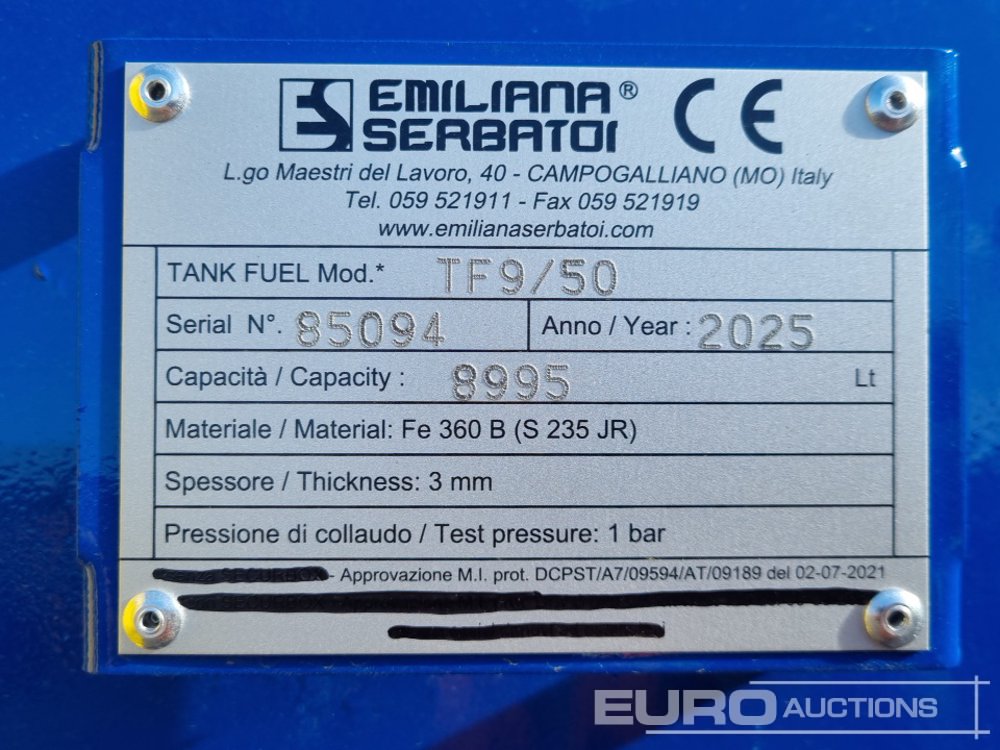 EMILIANA®
SERBATOI
CE
L.go Maestri del Lavoro, 40 - CAMPOGALLIANO (MO) Italy
Tel. 059 521911 - Fax 059 521919
www.emilianaserbatoi.com
TANK FUEL Mod.* TF9/50
Serial N°. 85094 Anno / Year : 2025
Capacità / Capacity : 8995 Lt
Materiale / Material: Fe 360 B (S 235 JR)
Spessore / Thickness: 3 mm
Pressione di collaudo / Test pressure: 1 bar
- Approvazione M.I. prot. DCPST/A7/09594/AT/09189 del 02-07-2021
EURO AUCTIONS